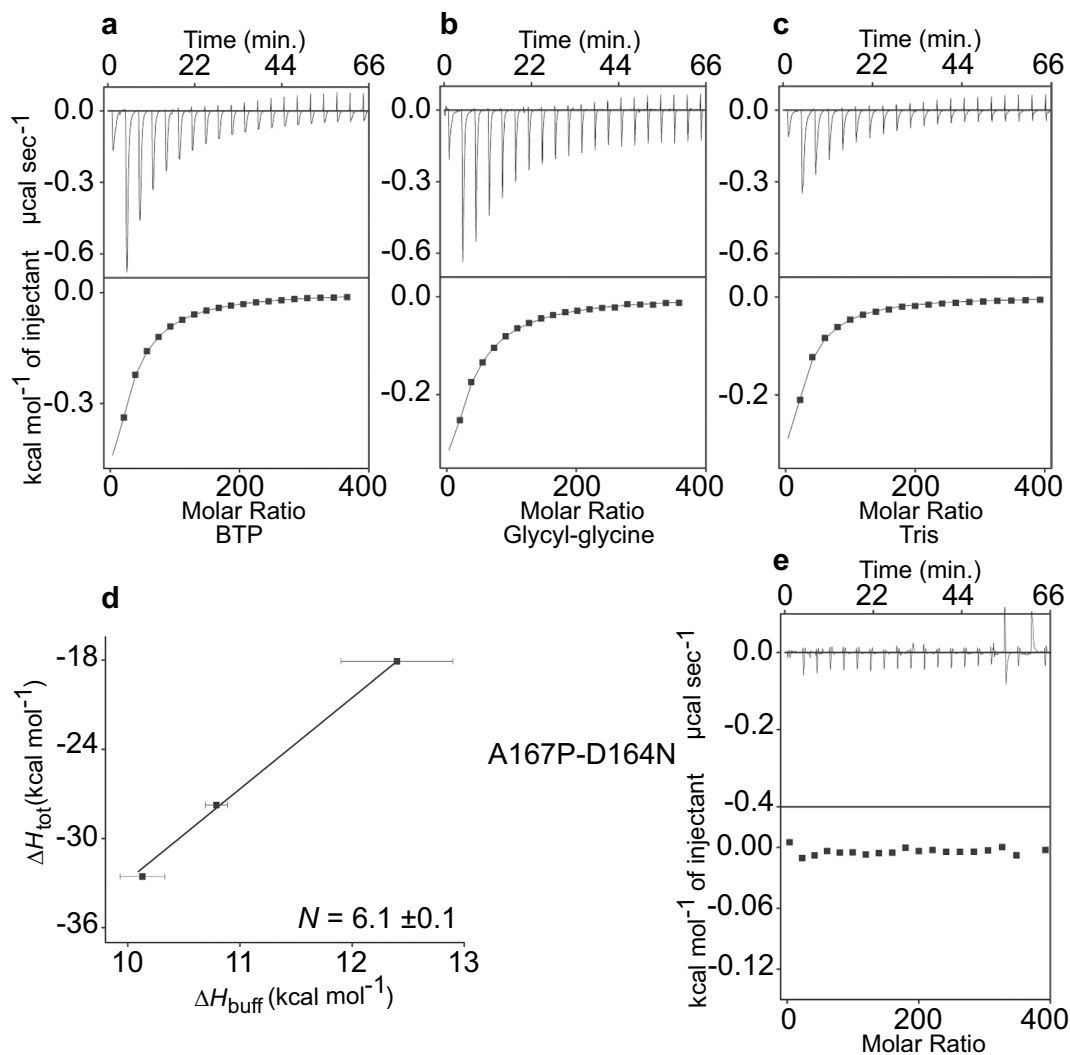 a
Time (min.)
0 22 44 66
0.0
-0.3
-0.6
µcal sec-1
0.0
-0.3
kcal mol-1 of injectant
0 200 400
Molar Ratio
BTP
b
Time (min.)
0 22 44 66
0.0
-0.3
-0.6
0.0
-0.2
0 200 400
Molar Ratio
Glycyl-glycine
c
Time (min.)
0 22 44 66
0.0
-0.3
-0.6
0.0
-0.2
0 200 400
Molar Ratio
Tris
d
-18
-24
-30
-36
ΔHtot (kcal mol-1)
N = 6.1 ±0.1
10 11 12 13
ΔHbuff (kcal mol-1)
A167P-D164N
e
Time (min.)
0 22 44 66
0.0
-0.2
-0.4
µcal sec-1
0.00
-0.06
-0.12
kcal mol-1 of injectant
0 200 400
Molar Ratio